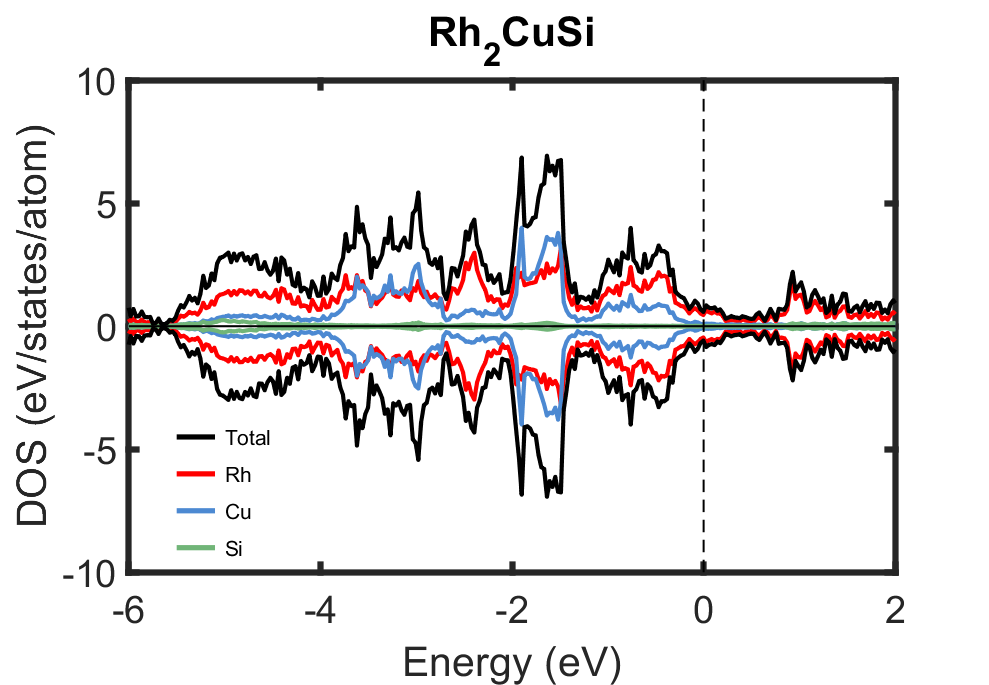 Rh2CuSi
10
5
0
-5
-10
DOS (eV/states/atom)
Total
Rh
Cu
Si
-6
-4
-2
0
2
Energy (eV)